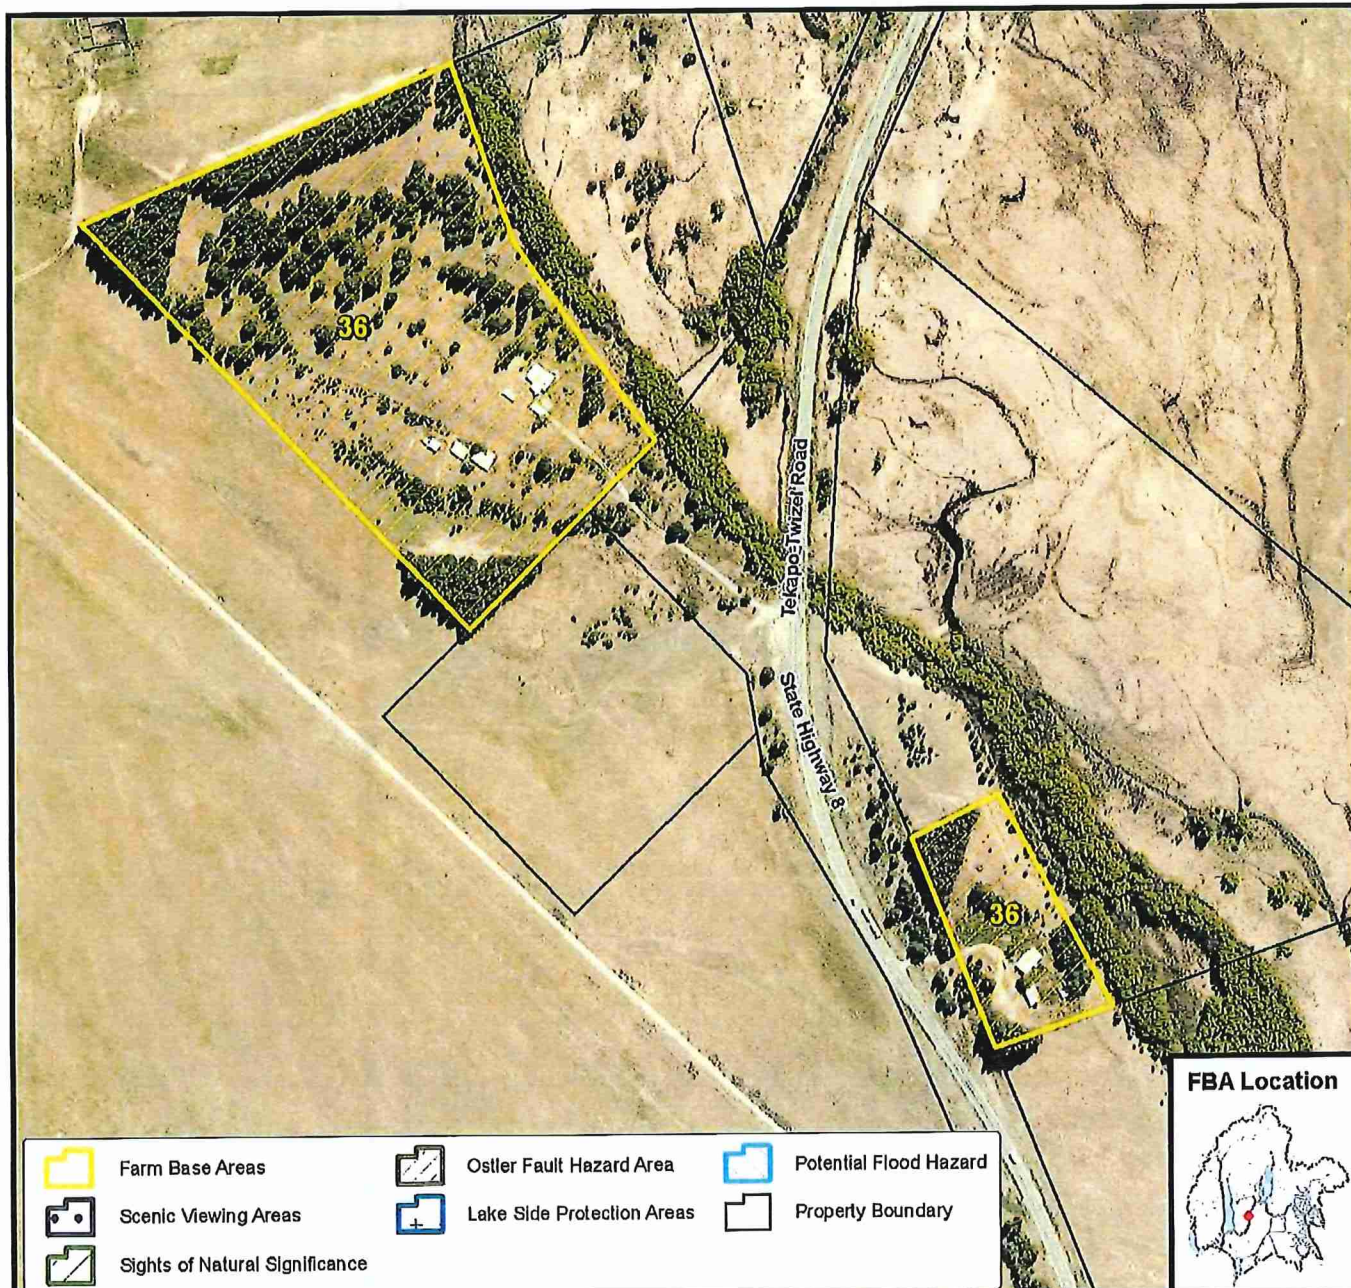 36
Tekapo-Twizel Road
State Highway 8
36
FBA Location
Farm Base Areas
Ostler Fault Hazard Area
Potential Flood Hazard
Scenic Viewing Areas
Lake Side Protection Areas
Property Boundary
Sights of Natural Significance